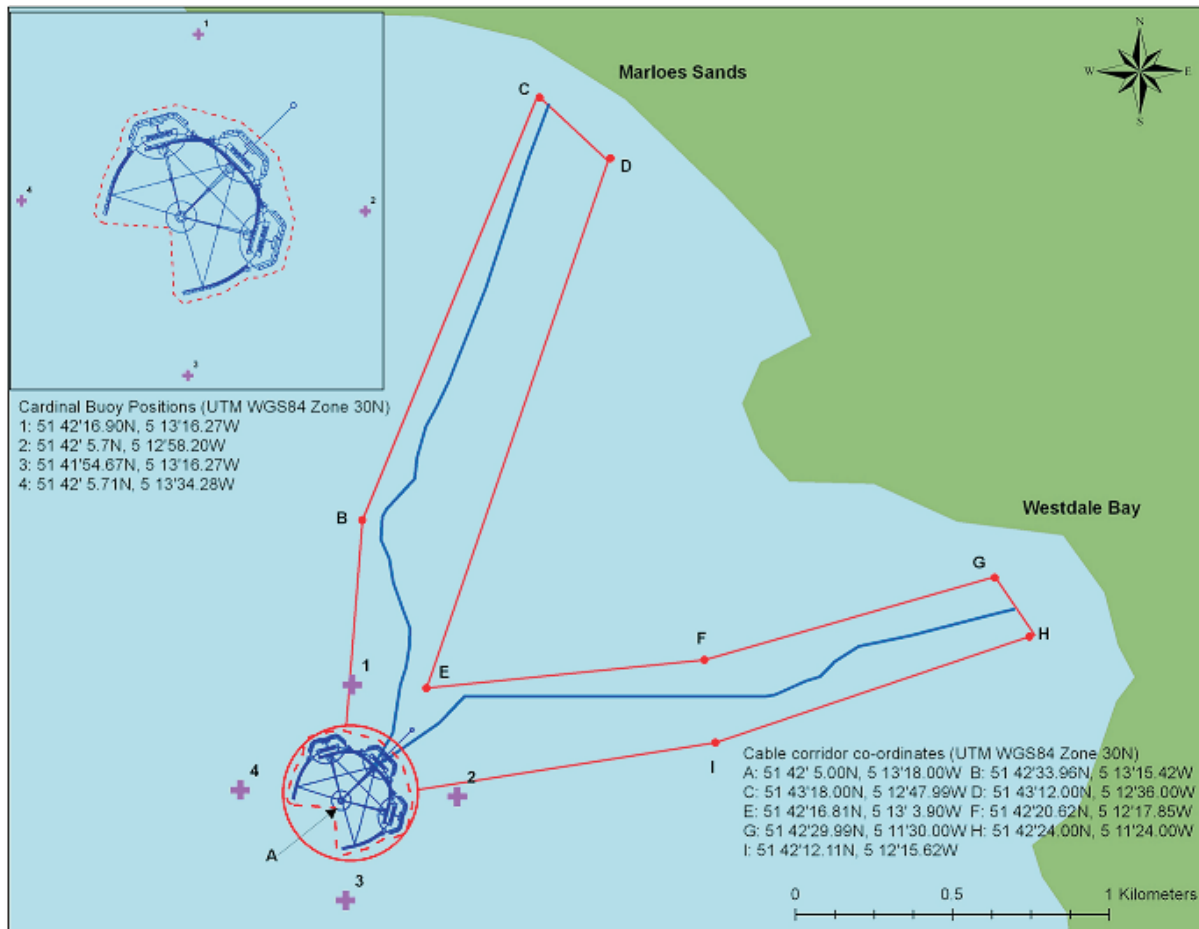 1
4
2
3
N
W
E
S
Marloes Sands
C
D
Cardinal Buoy Positions (UTM WGS84 Zone 30N)
1: 51 42'16.90N, 5 13'16.27W
2: 51 42' 5.7N, 5 12'58.20W
3: 51 41'54.67N, 5 13'16.27W
4: 51 42' 5.71N, 5 13'34.28W
B
Westdale Bay
G
H
F
E
1
I
4
2
A
3
Cable corridor co-ordinates (UTM WGS84 Zone 30N)
A: 51 42' 5.00N, 5 13'18.00W B: 51 42'33.96N, 5 13'15.42W
C: 51 43'18.00N, 5 12'47.99W D: 51 43'12.00N, 5 12'36.00W
E: 51 42'16.81N, 5 13' 3.90W F: 51 42'20.62N, 5 12'17.85W
G: 51 42'29.99N, 5 11'30.00W H: 51 42'24.00N, 5 11'24.00W
I: 51 42'12.11N, 5 12'15.62W
0 0.5 1 Kilometers